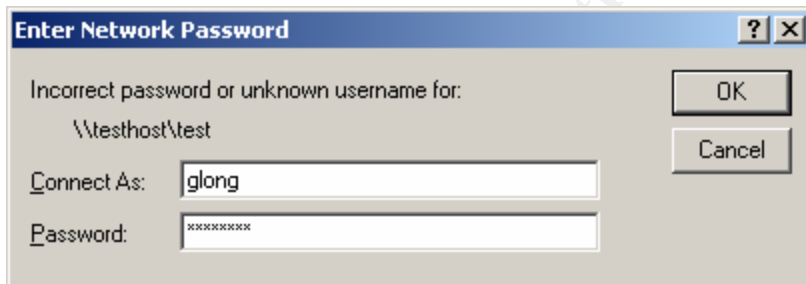 Enter Network Password
Incorrect password or unknown username for:
\\testhost\test
Connect As: glong
Password: ********
OK
Cancel